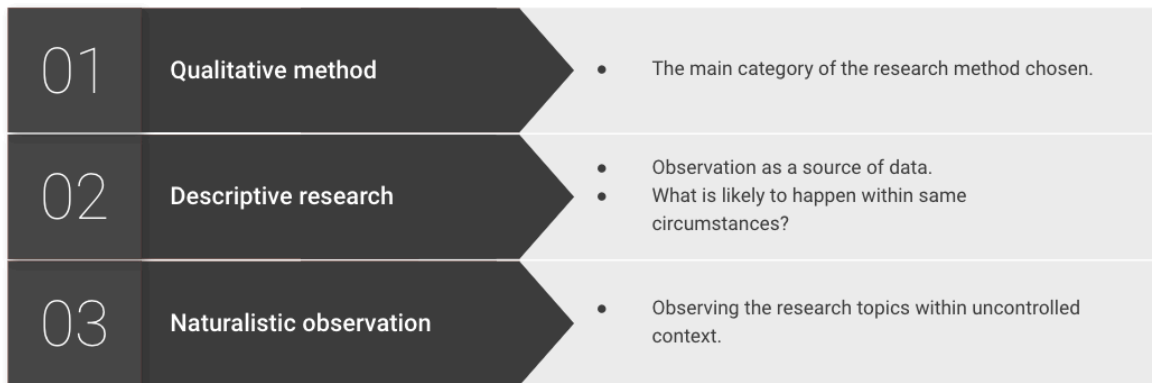 01
Qualitative method
● The main category of the research method chosen.
02
Descriptive research
● Observation as a source of data.
● What is likely to happen within same
circumstances?
03
Naturalistic observation
● Observing the research topics within uncontrolled
context.